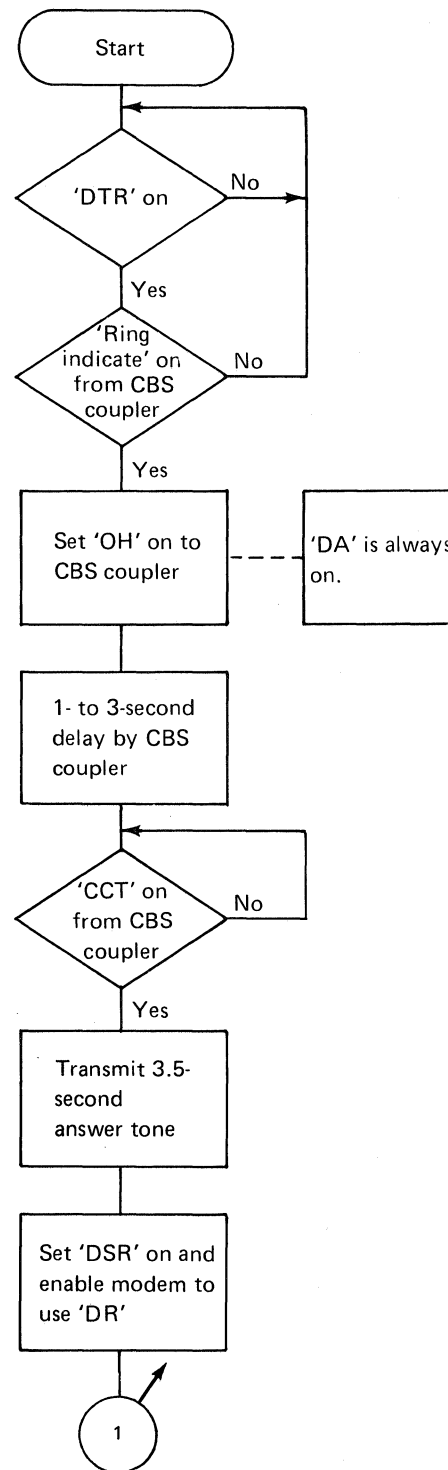 Start
'DTR' on
No
Yes
'Ring
indicate' on
from CBS
coupler
No
Yes
Set 'OH' on to
CBS coupler
'DA' is always
on.
1- to 3-second
delay by CBS
coupler
'CCT' on
from CBS
coupler
No
Yes
Transmit 3.5-
second
answer tone
Set 'DSR' on and
enable modem to
use 'DR'
1